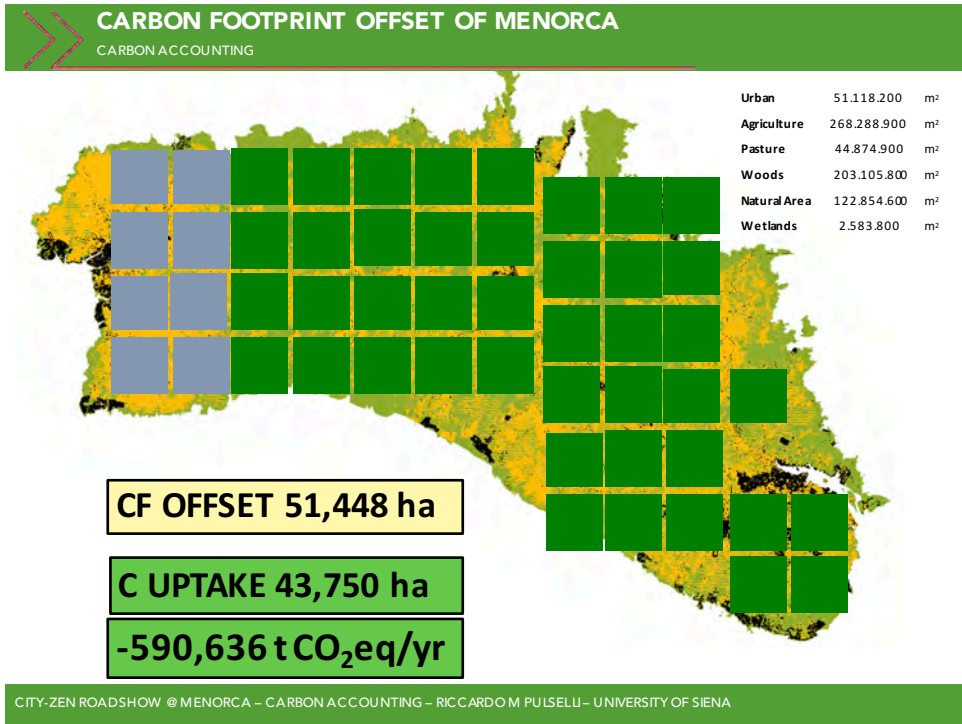 CARBON FOOTPRINT OFFSET OF MENORCA
CARBON ACCOUNTING
Urban 51.118.200 m²
Agriculture 268.288.900 m²
Pasture 44.874.900 m²
Woods 203.105.800 m²
Natural Area 122.854.600 m²
Wetlands 2.583.800 m²
CF OFFSET 51,448 ha
C UPTAKE 43,750 ha
-590,636 t CO₂eq/yr
CITY-ZEN ROADSHOW @ MENORCA – CARBON ACCOUNTING – RICCARDO M PULSELLI – UNIVERSITY OF SIENA